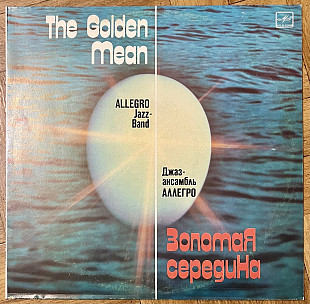 The Golden
Mean
ALLEGRO
Jazz-
Band
Джаз-
ансамбль
АЛЛЕГРО
Золотая
середина